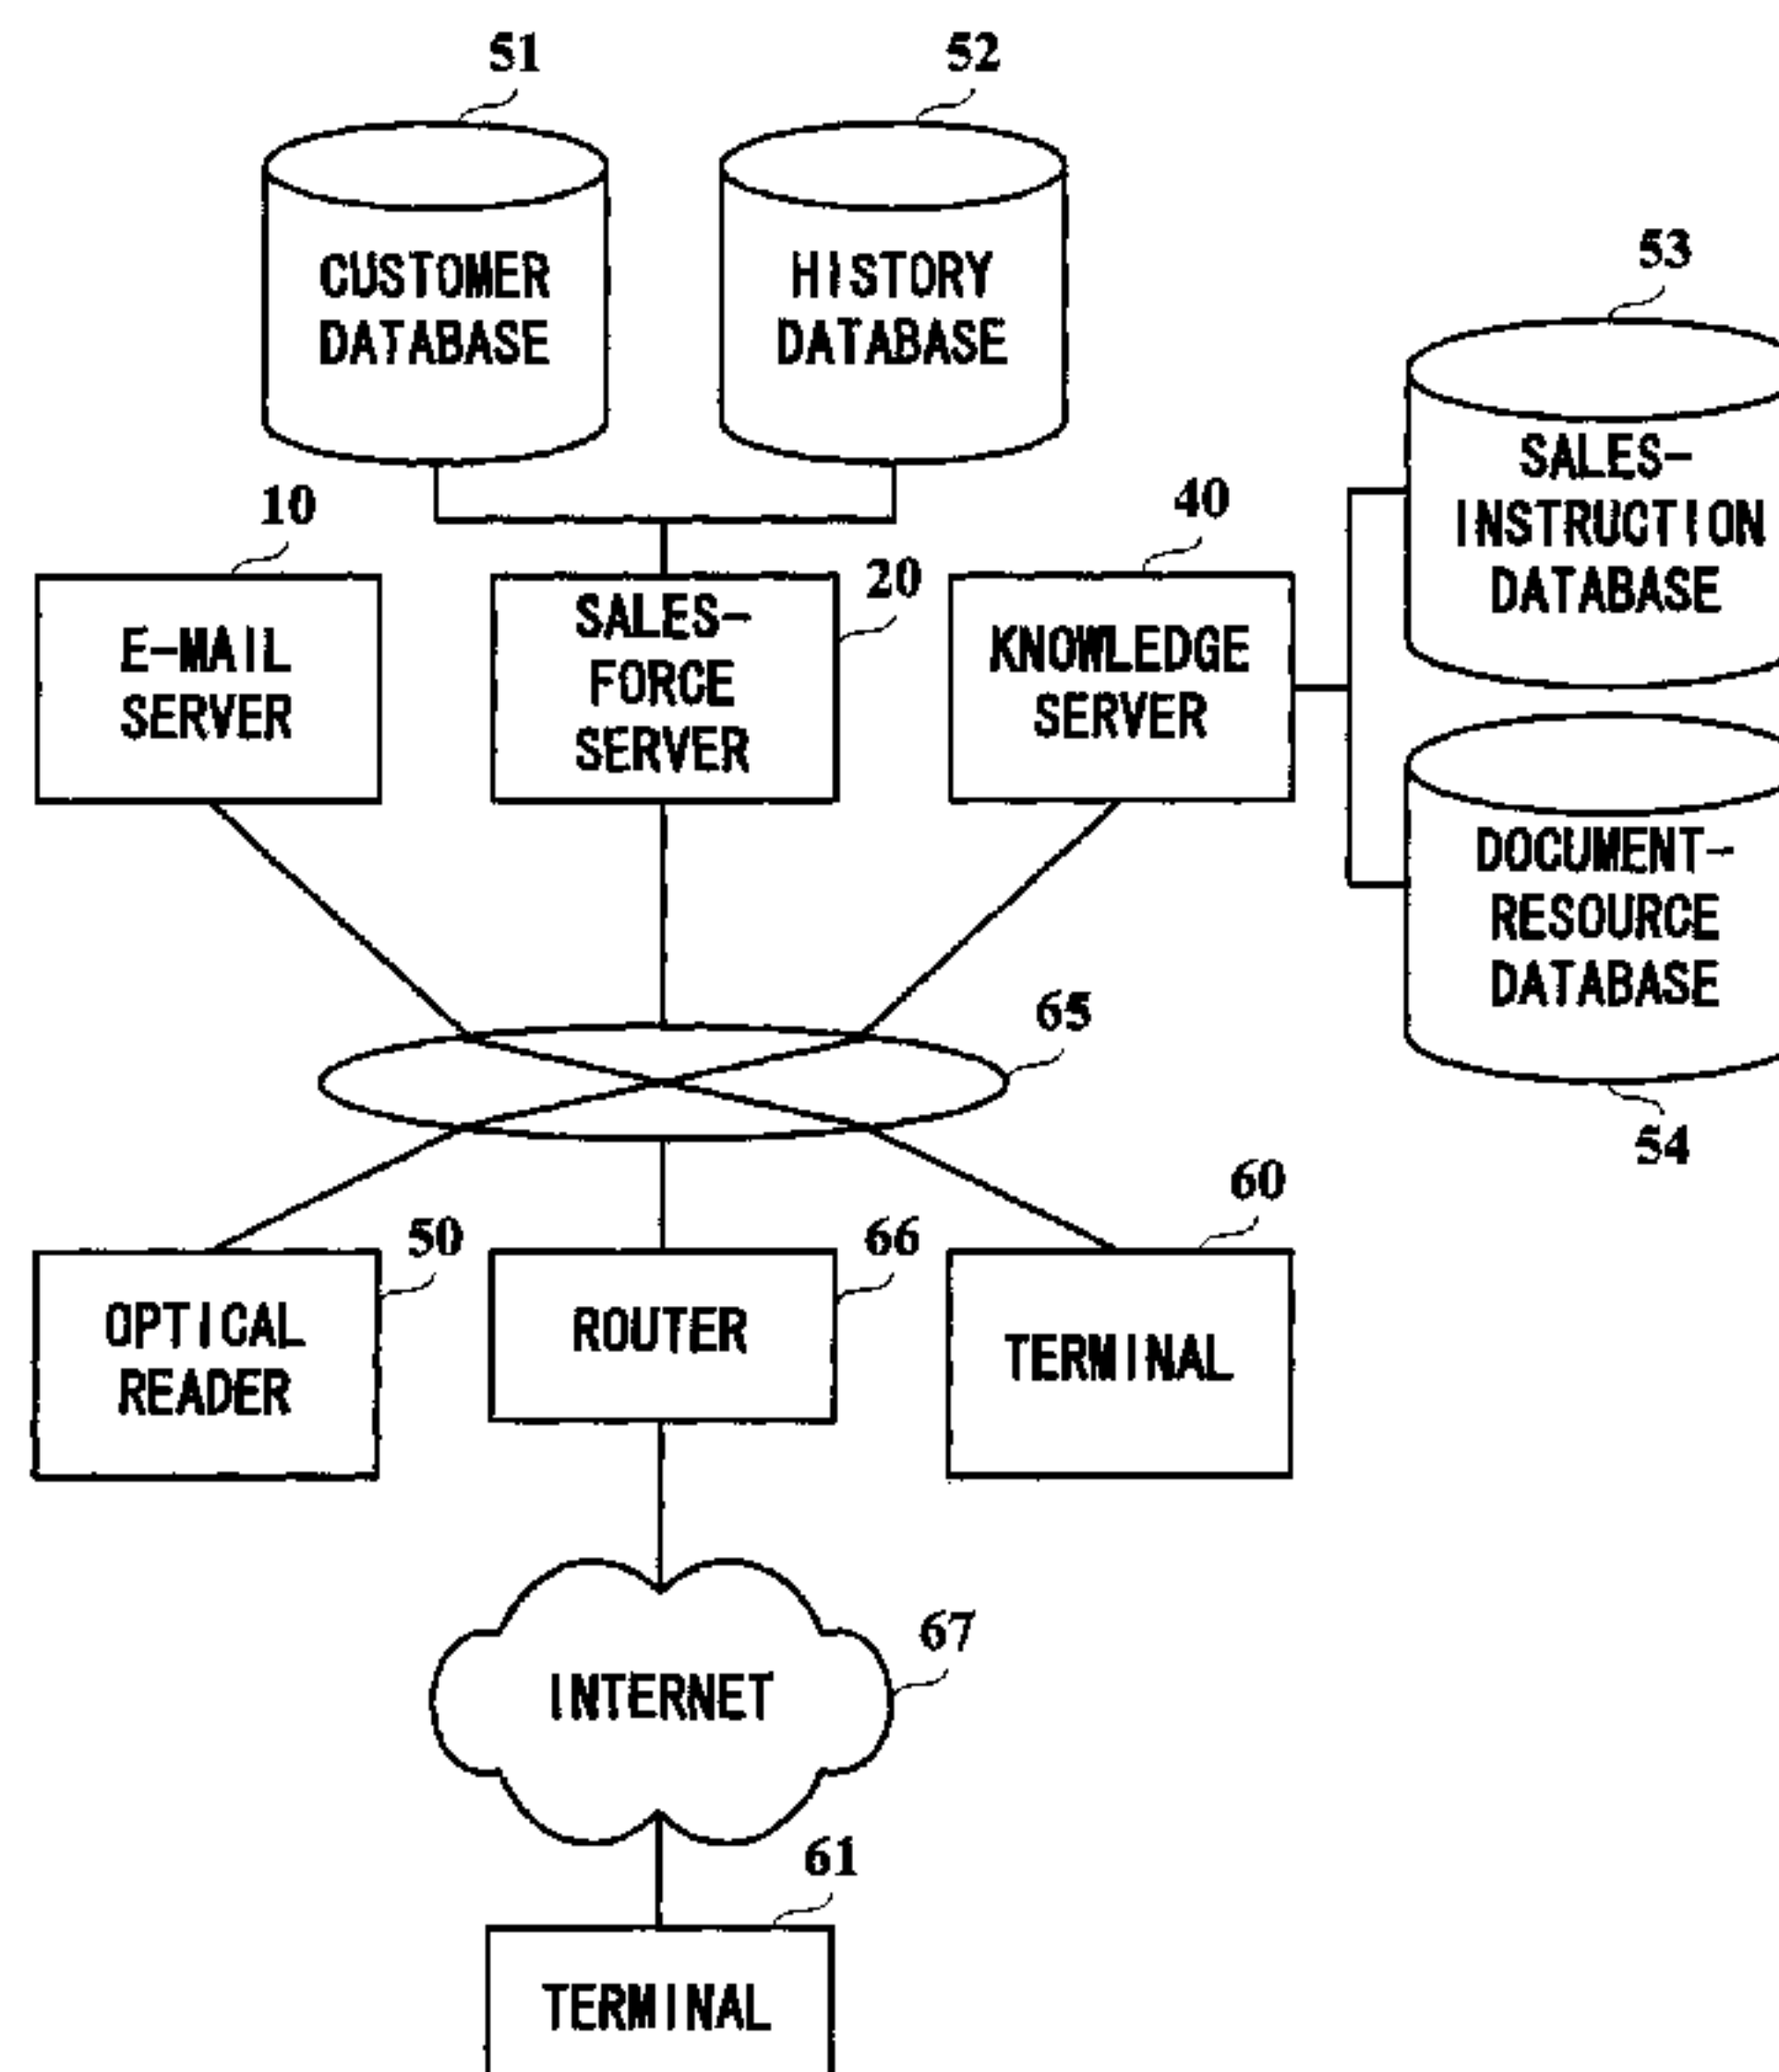 51
52
CUSTOMER
DATABASE
HISTORY
DATABASE
53
SALES-
INSTRUCTION
DATABASE
10
20
40
E-MAIL
SERVER
SALES-
FORCE
SERVER
KNOWLEDGE
SERVER
DOCUMENT-
RESOURCE
DATABASE
54
65
50
66
60
OPTICAL
READER
ROUTER
TERMINAL
67
INTERNET
61
TERMINAL